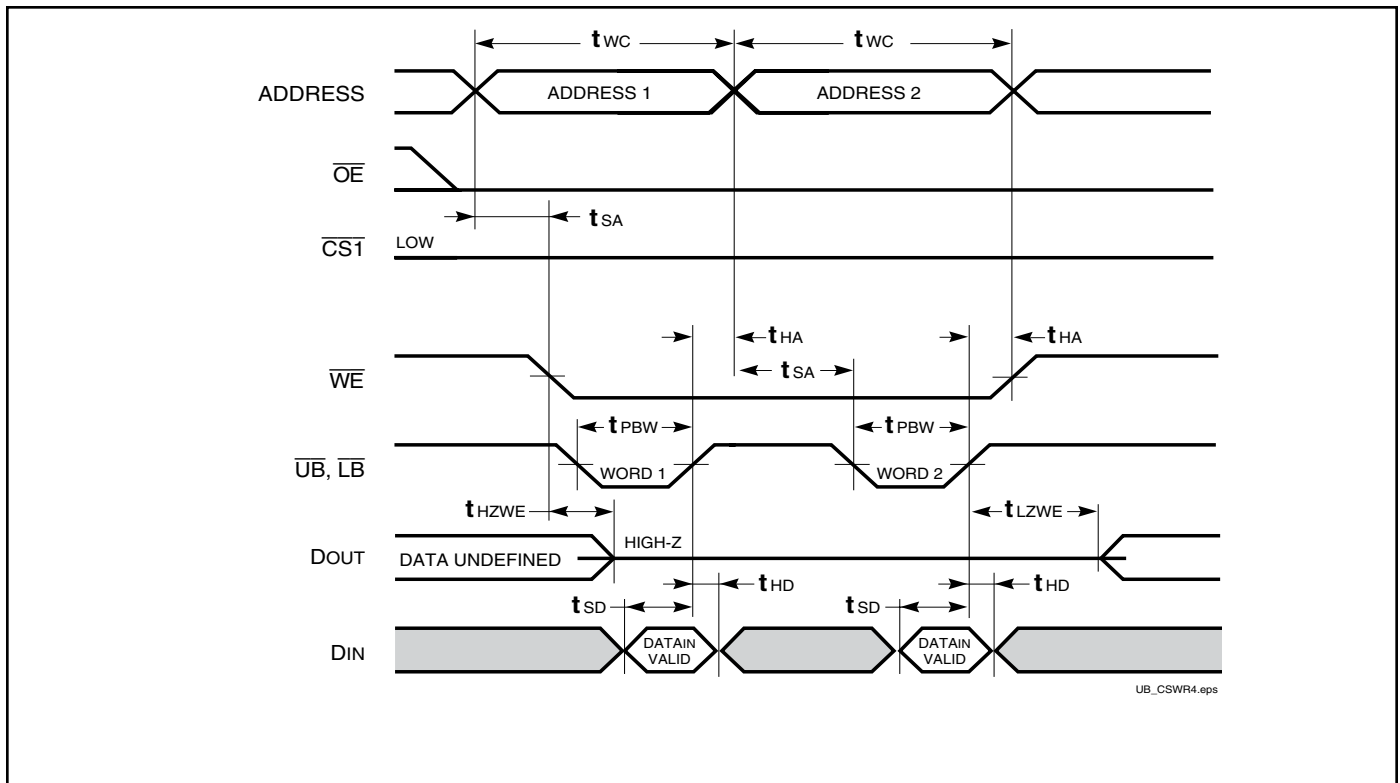 tWC tWC
ADDRESS ADDRESS 1 ADDRESS 2
OE
tSA
CS1 LOW
tHA tHA
tSA
WE
tPBW tPBW
UB, LB WORD 1 WORD 2
tHZWE tLZWE
HIGH-Z
DOUT DATA UNDEFINED
tHD tHD
tSD tSD
DIN DATAIN VALID DATAIN VALID
UB_CSWR4.eps